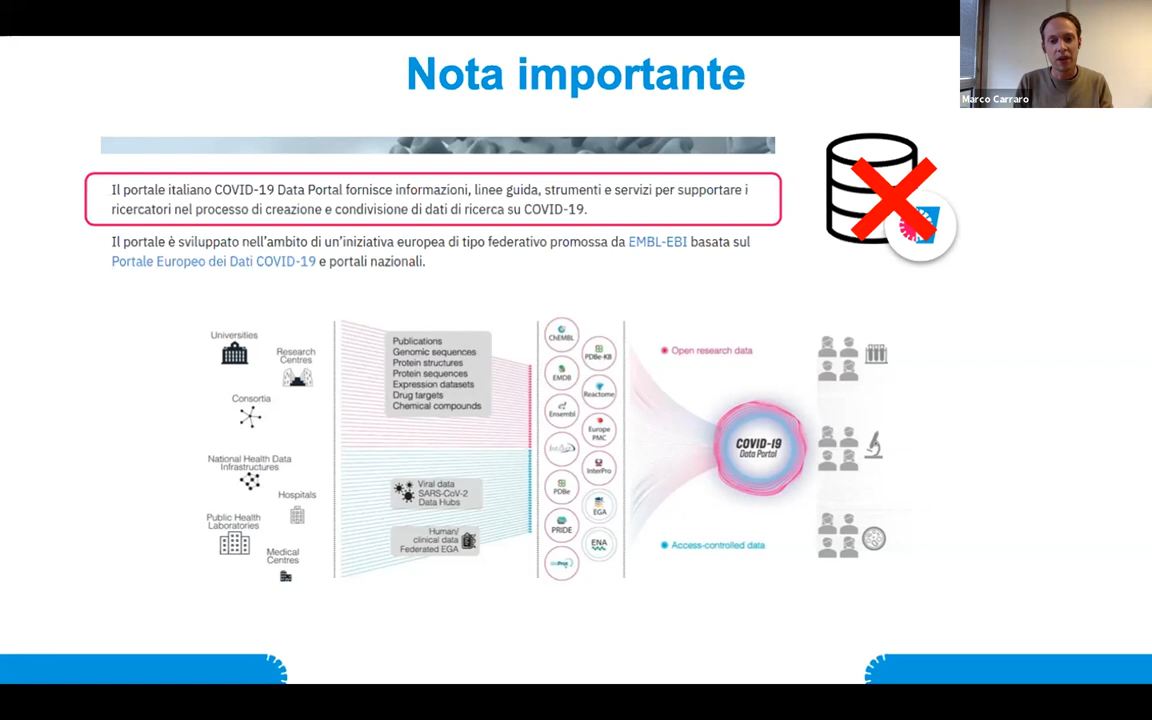 Nota importante
Marco Carraro
Il portale italiano COVID-19 Data Portal fornisce informazioni, linee guida, strumenti e servizi per supportare i
ricercatori nel processo di creazione e condivisione di dati di ricerca su COVID-19.
Il portale è sviluppato nell'ambito di un'iniziativa europea di tipo federativo promossa da EMBL-EBI basata sul
Portale Europeo dei Dati COVID-19 e portali nazionali.
Universities
Research
Centres
Consortia
National Health Data
Infrastructures
Hospitals
Public Health
Laboratories
Medical
Centres
Publications
Genomic sequences
Protein structures
Protein sequences
Expression datasets
Drug targets
Chemical compounds
Viral data
SARS-CoV-2
Data Hubs
Human/
clinical data
Federated EGA
ChEMBL
PDBe-KB
EMDB
Reactome
Ensembl
Europe
PMC
IntAct
InterPro
PDBe
EGA
PRIDE
ENA
Open research data
COVID-19
Data Portal
Access-controlled data